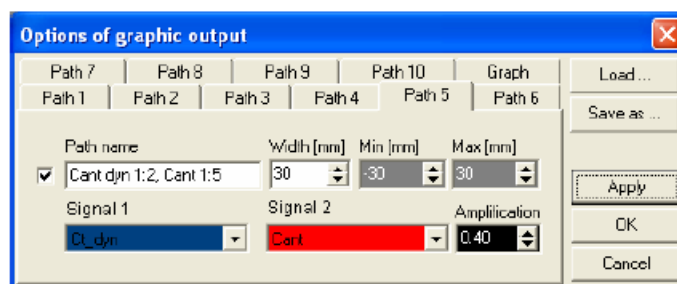 Options of graphic output
Path 7 Path 8 Path 9 Path 10 Graph
Path 1 Path 2 Path 3 Path 4 Path 5 Path 6
Load ...
Save as ...
Path name Width [mm] Min [mm] Max [mm]
Cant dyn 1:2, Cant 1:5 30 -30 30
Apply
Signal 1 Signal 2 Amplilication
Ct_dyn Cant 0.40
OK
Cancel